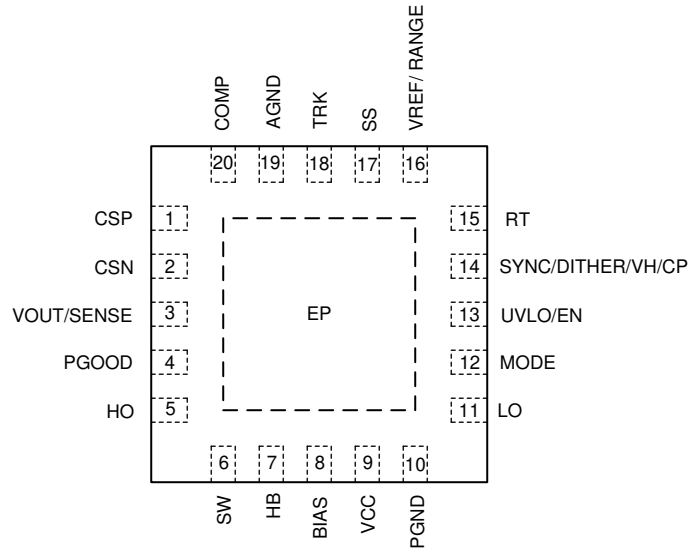 COMP
AGND
TRK
SS
VREF/ RANGE
20
19
18
17
16
CSP
1
15
RT
CSN
2
14
SYNC/DITHER/VH/CP
VOUT/SENSE
3
EP
13
UVLO/EN
PGOOD
4
12
MODE
HO
5
11
LO
6
7
8
9
10
SW
HB
BIAS
VCC
PGND